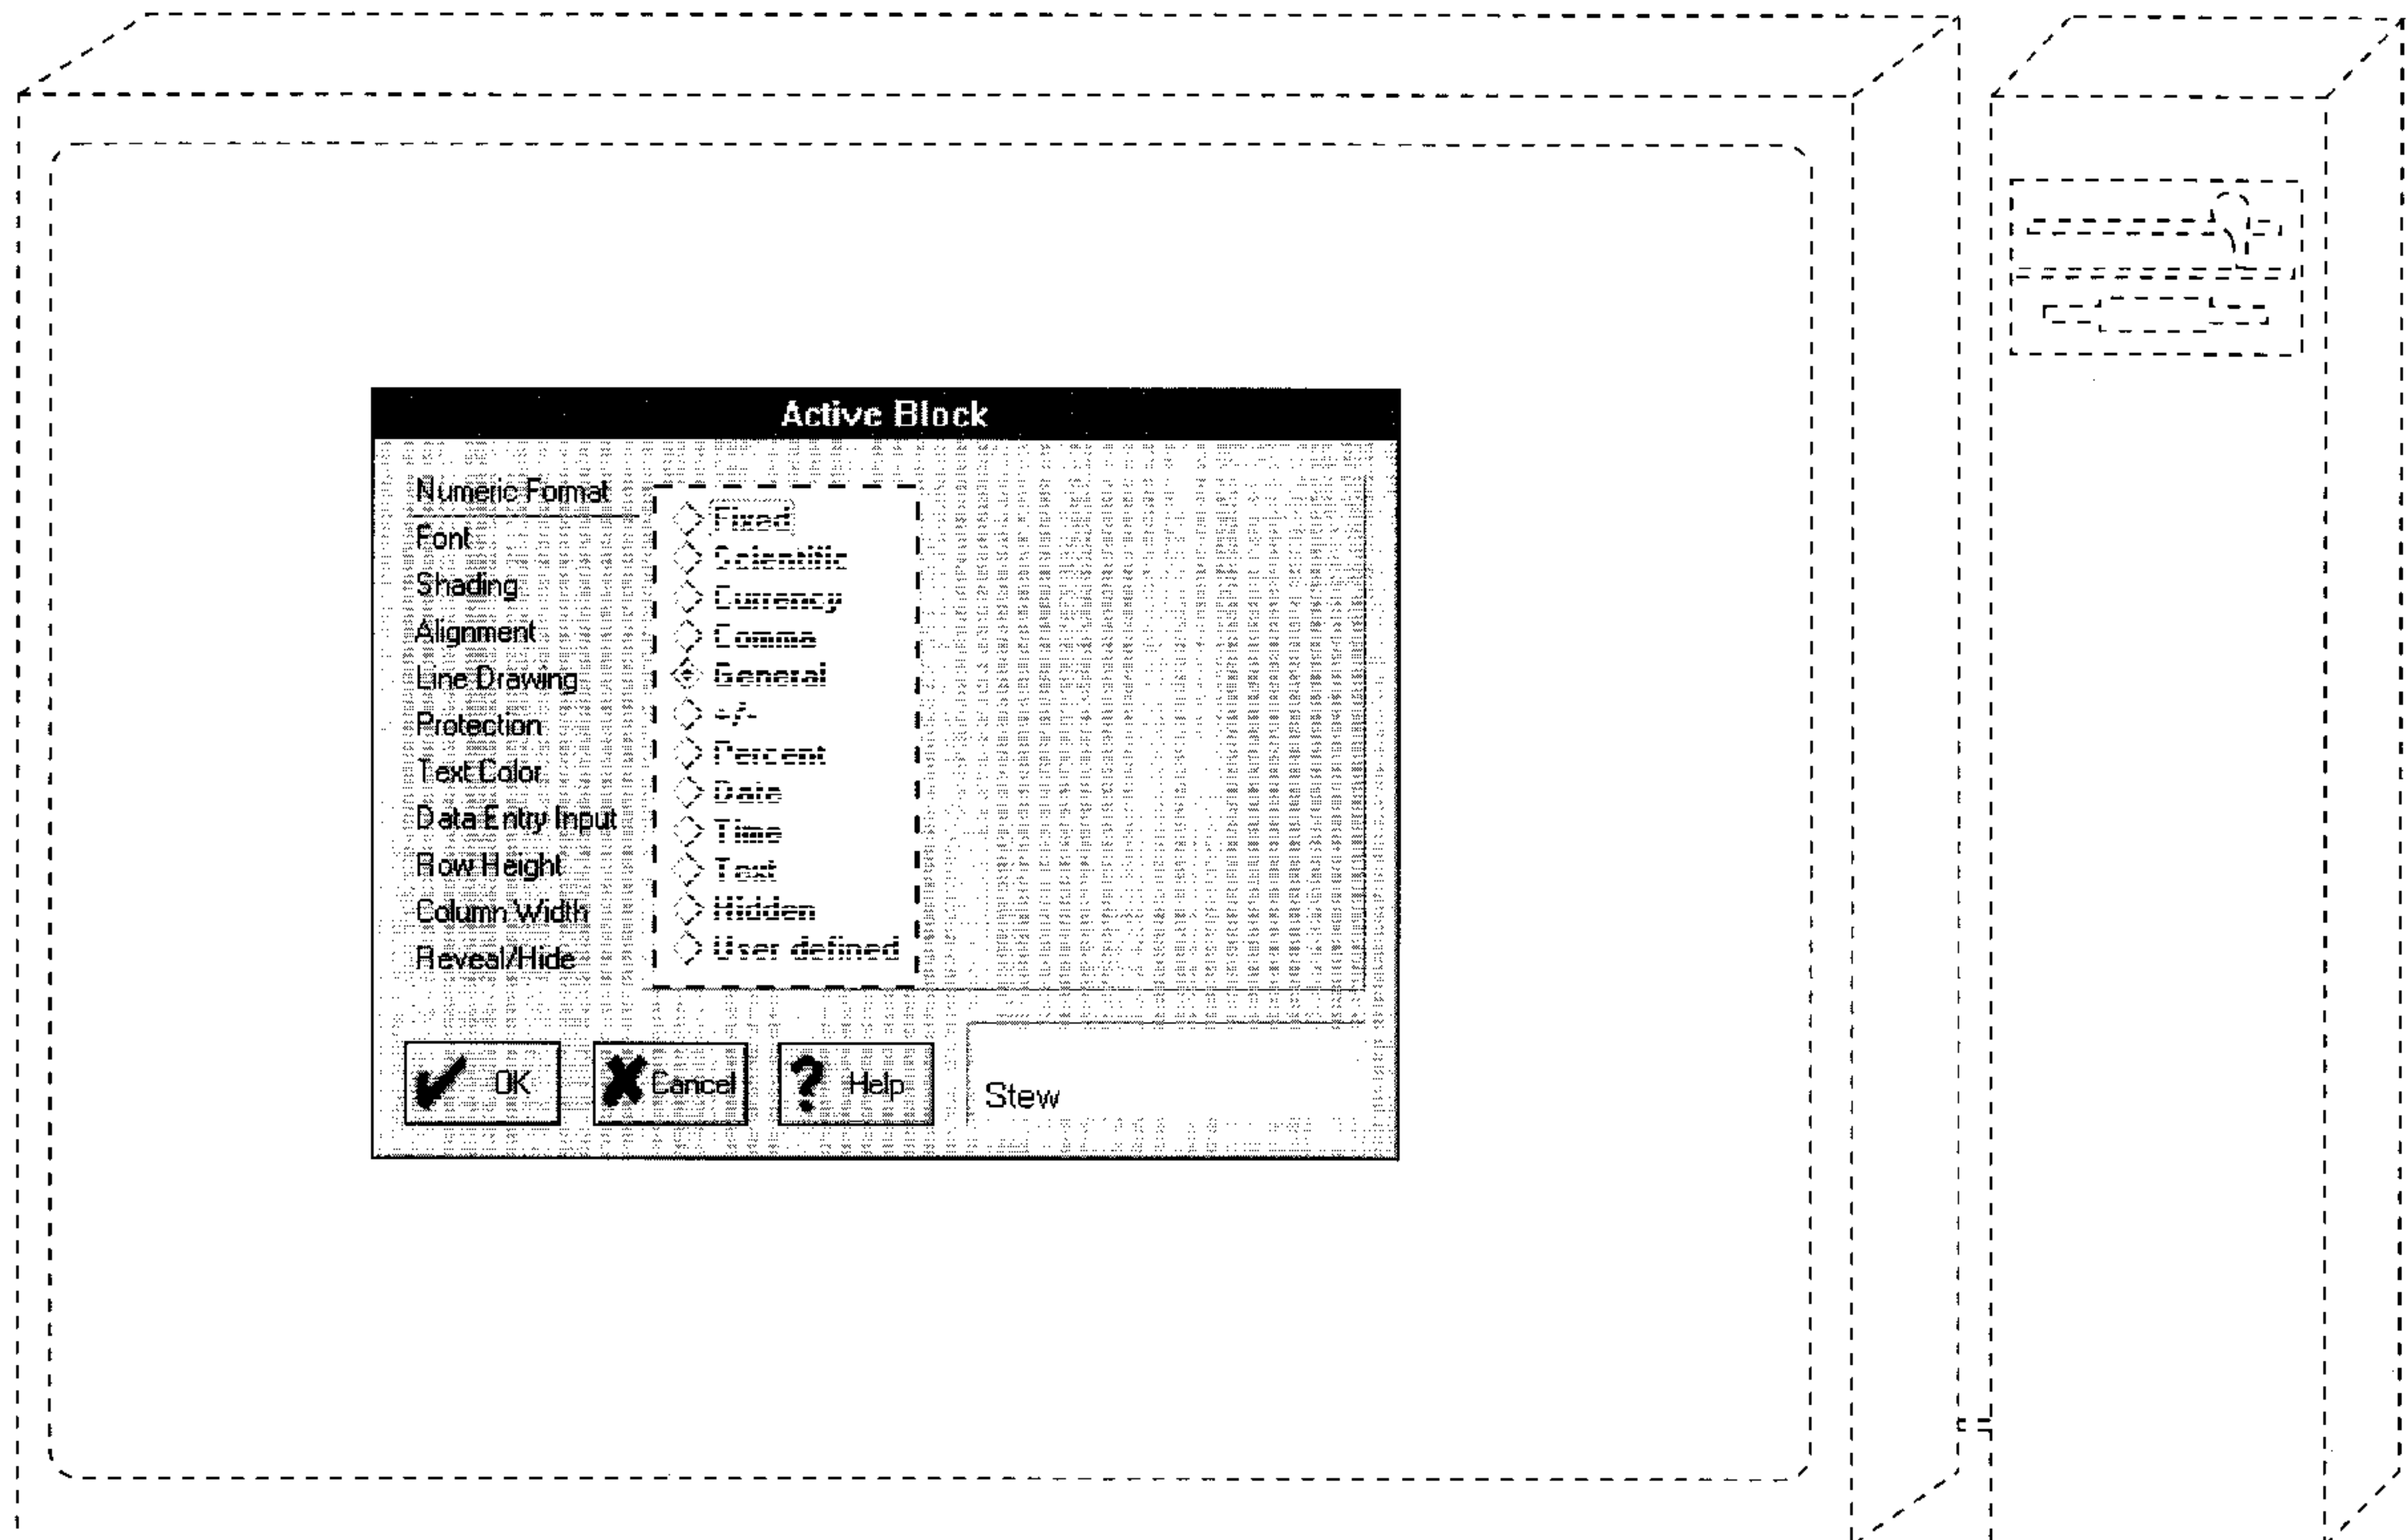 Active Block
Numeric Format
Font
Shading
Alignment
Line Drawing
Protection
Text Color
Data Entry Input
Row Height
Column Width
Reveal/Hide
Fixed
Scientific
Currency
Comma
General
+/-
Percent
Date
Time
Text
Hidden
User defined
OK
Cancel
Help
Stew